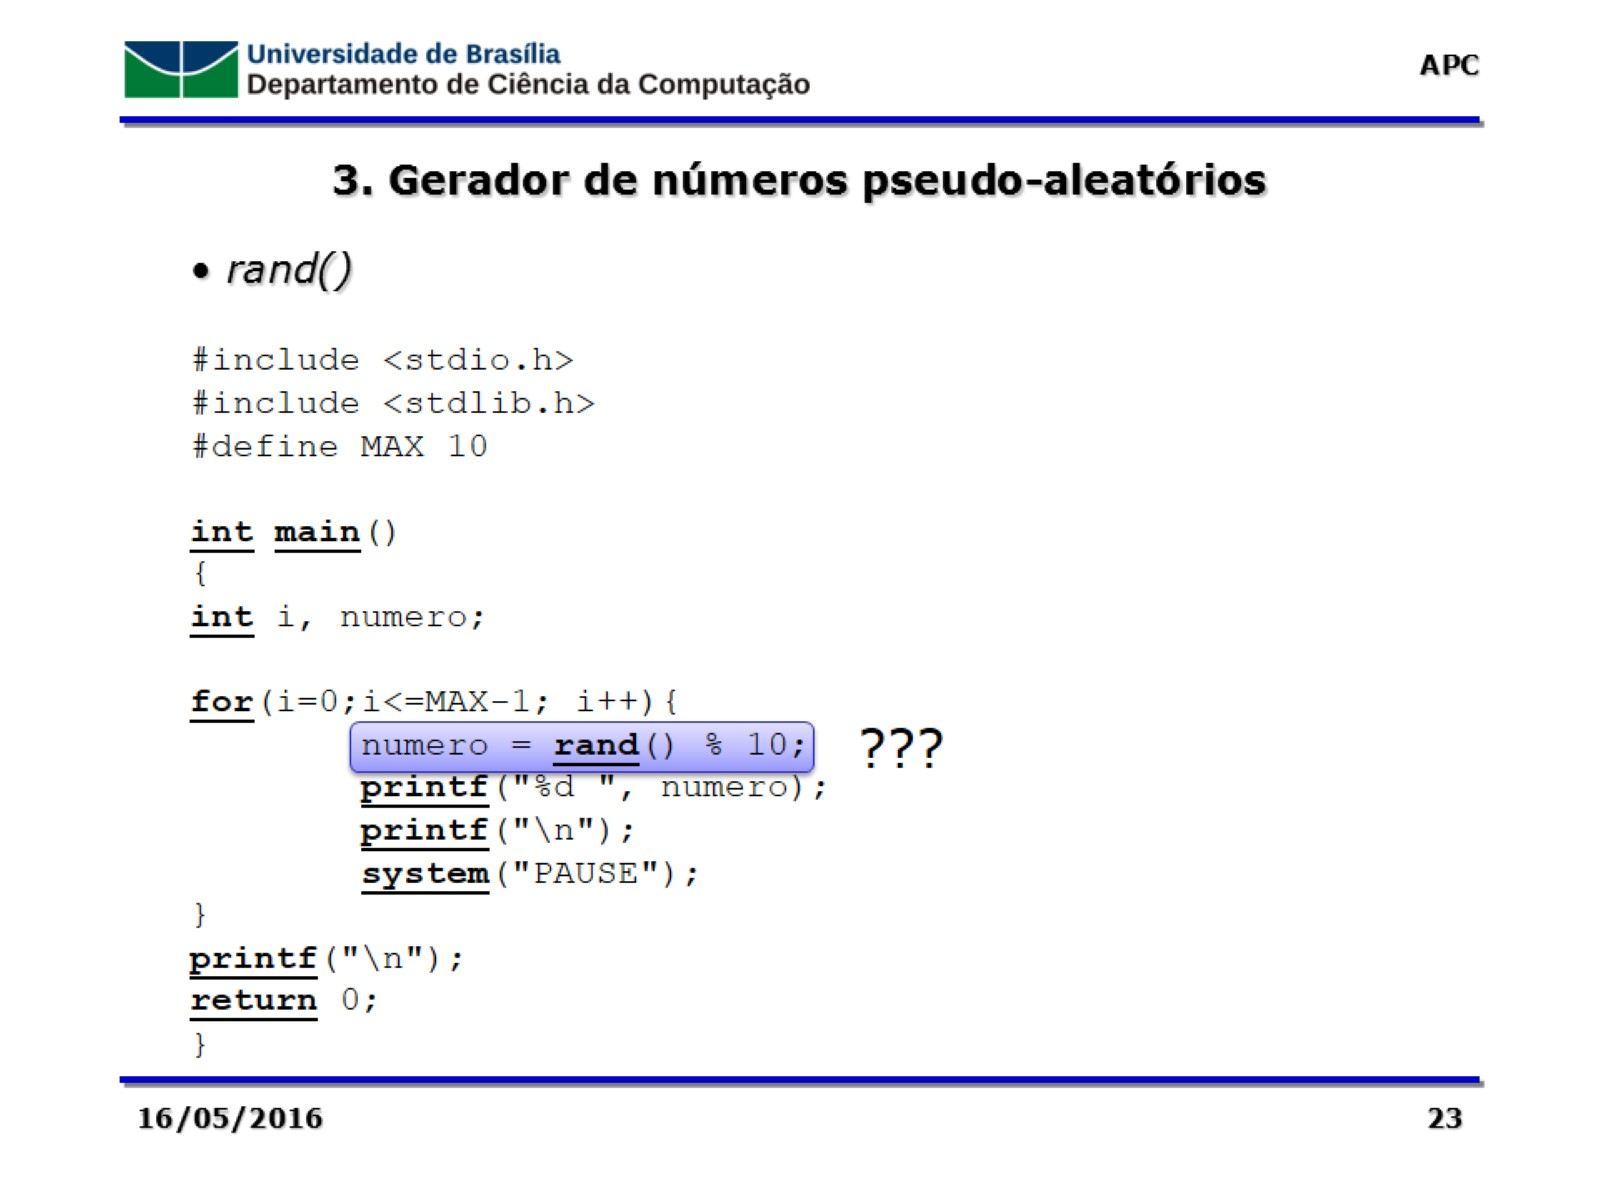 Universidade de Brasília
Departamento de Ciência da Computação
APC
3. Gerador de números pseudo-aleatórios
• rand()
#include <stdio.h>
#include <stdlib.h>
#define MAX 10
int main()
{
int i, numero;
for(i=0;i<=MAX-1; i++){
numero = rand() % 10; ???
printf("%d ", numero);
printf("\n");
system("PAUSE");
}
printf("\n");
return 0;
}
16/05/2016
23